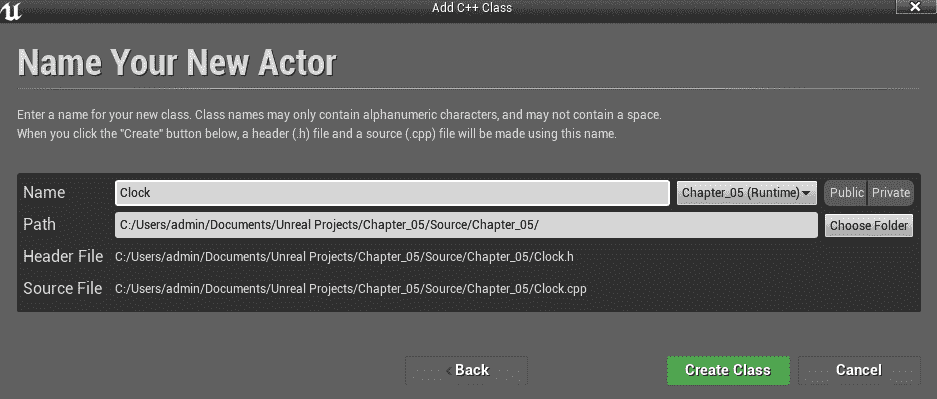 Add C++ Class
Name Your New Actor
Enter a name for your new class. Class names may only contain alphanumeric characters, and may not contain a space.
When you click the "Create" button below, a header (.h) file and a source (.cpp) file will be made using this name.
Name Clock Chapter_05 (Runtime) Public Private
Path C:/Users/admin/Documents/Unreal Projects/Chapter_05/Source/Chapter_05/ Choose Folder
Header File C:/Users/admin/Documents/Unreal Projects/Chapter_05/Source/Chapter_05/Clock.h
Source File C:/Users/admin/Documents/Unreal Projects/Chapter_05/Source/Chapter_05/Clock.cpp
Back Create Class Cancel